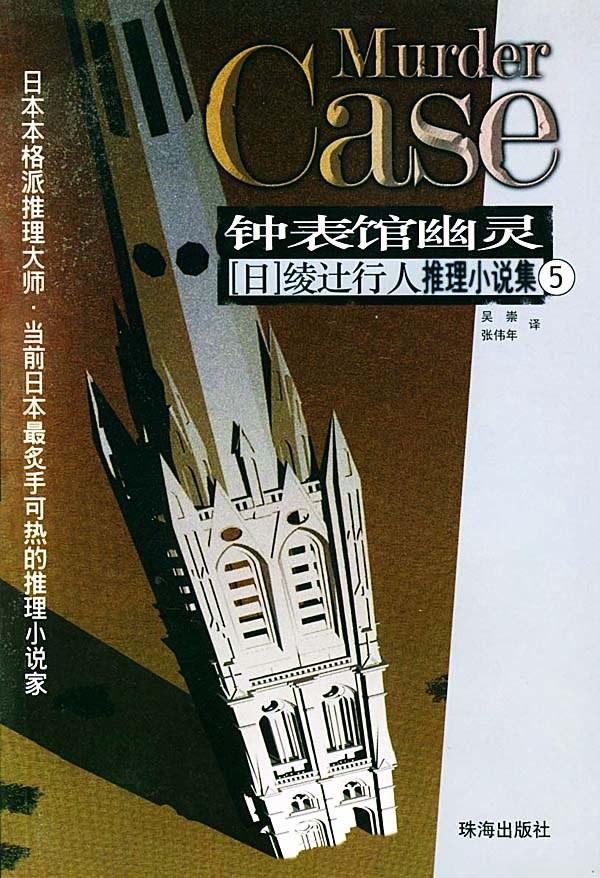 Murder
Case
钟表馆幽灵
[日]绫辻行人推理小说集⑤
吴崇
张伟年 译
日本本格派推理大师·当前日本最炙手可热的推理小说家
珠海出版社